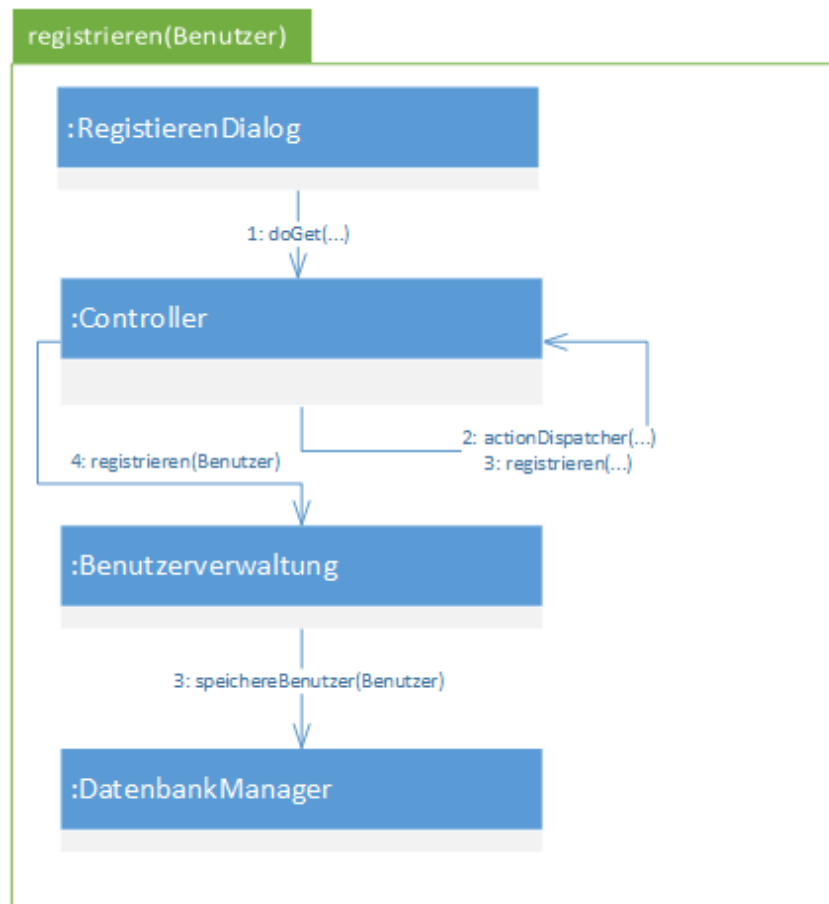 registrieren(Benutzer)
:RegistierenDialog
1: doGet(...)
:Controller
2: actionDispatcher(...)
3: registrieren(...)
4: registrieren(Benutzer)
:Benutzerverwaltung
3: speichereBenutzer(Benutzer)
:DatenbankManager